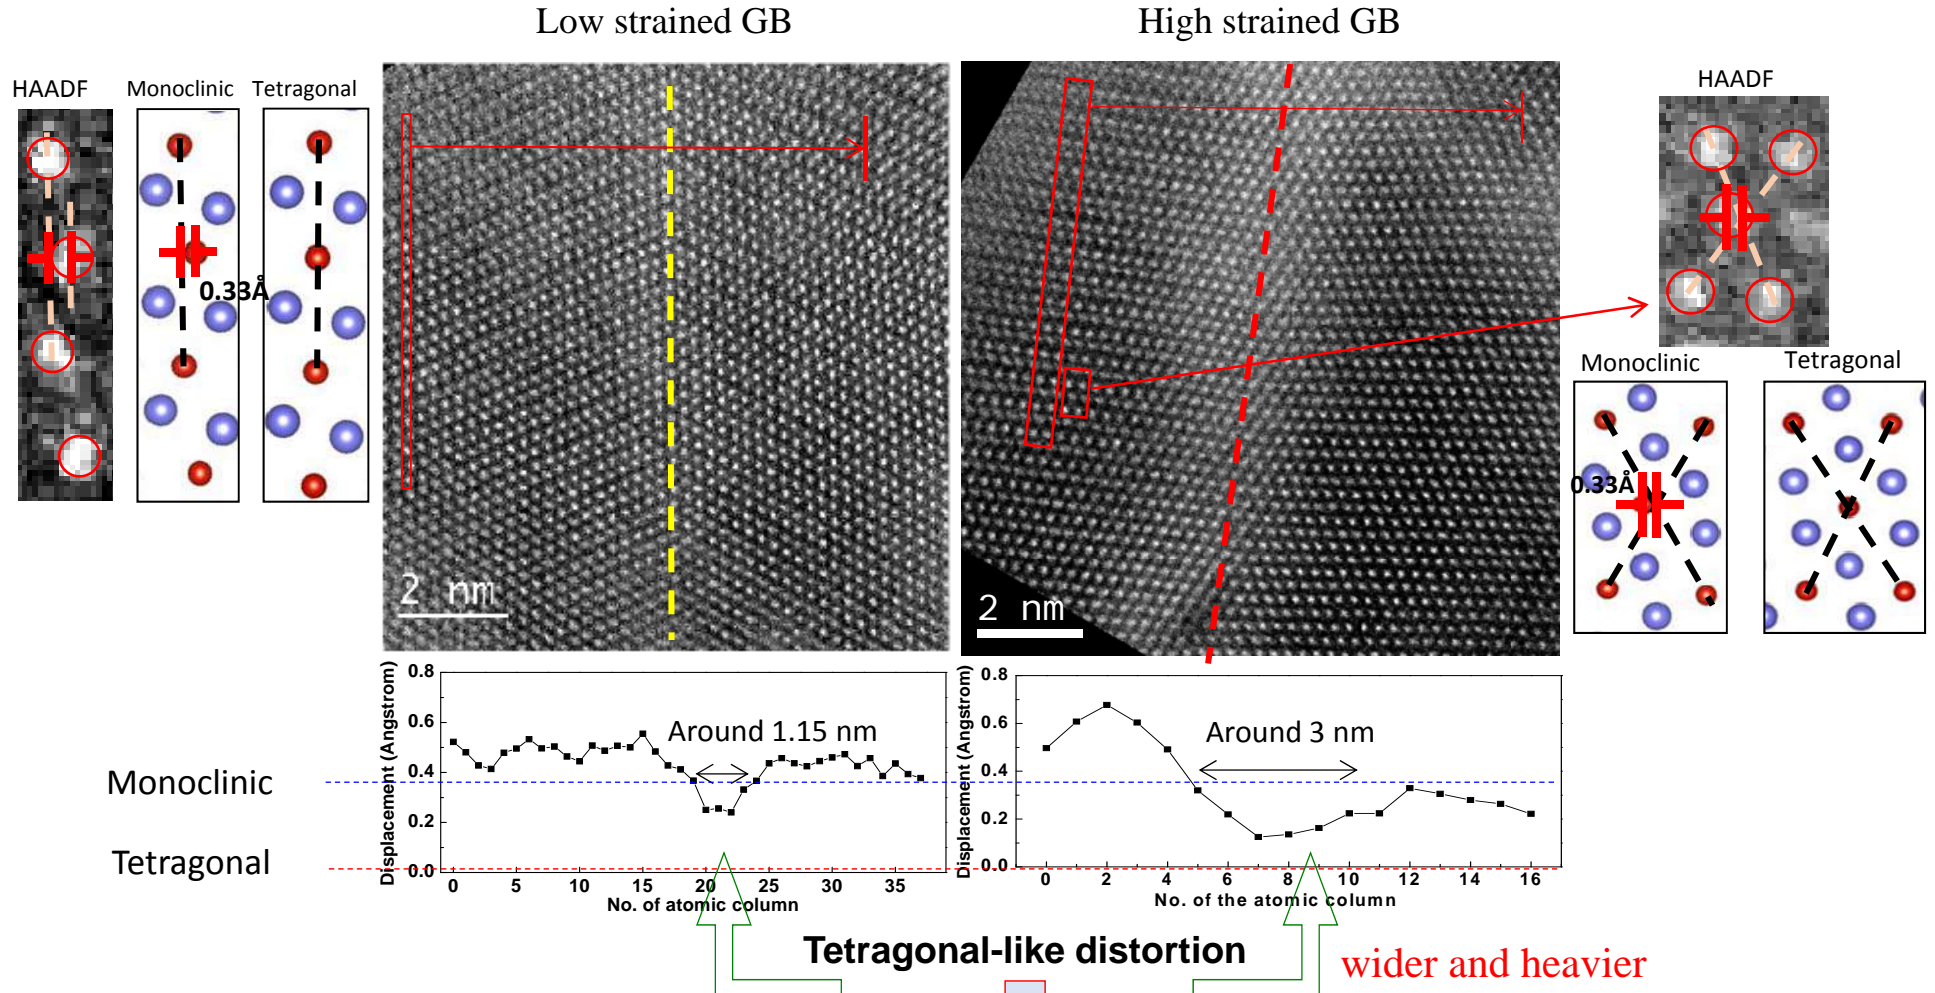 Low strained GB
High strained GB
HAADF
Monoclinic
Tetragonal
0.33Å
2 nm
2 nm
HAADF
Monoclinic
Tetragonal
0.33Å
Displacement (Angstrom)
0.8
0.6
0.4
0.2
0.0
Around 1.15 nm
0 5 10 15 20 25 30 35
No. of atomic column
Displacement (Angstrom)
0.8
0.6
0.4
0.2
0.0
Around 3 nm
0 2 4 6 8 10 12 14 16
No. of the atomic column
Monoclinic
Tetragonal
Tetragonal-like distortion
wider and heavier